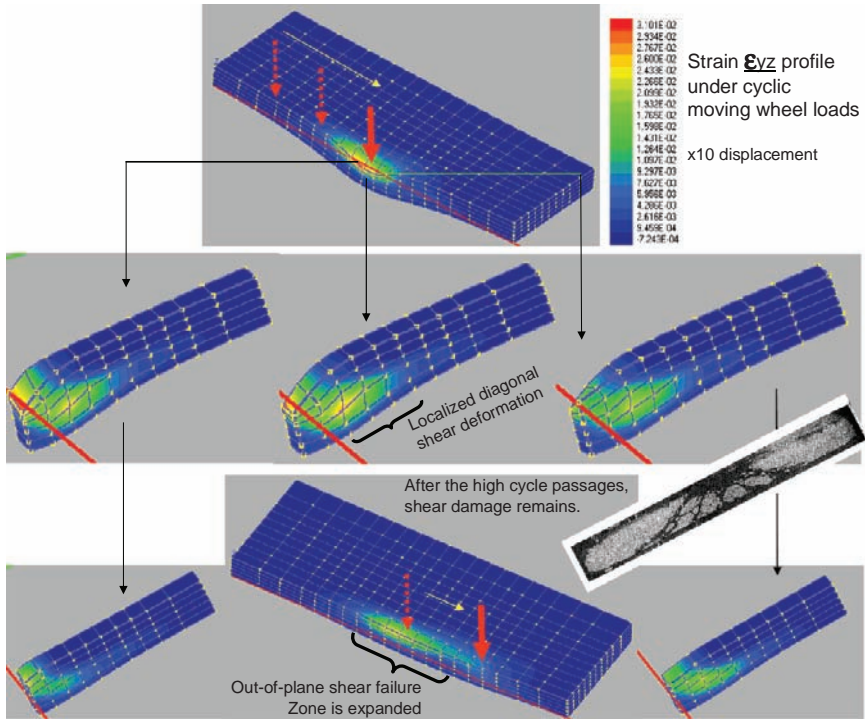 3.101E-02
2.934E-02
2.767E-02
2.600E-02
2.433E-02
2.266E-02
2.099E-02
1.932E-02
1.765E-02
1.598E-02
1.431E-02
1.264E-02
1.097E-02
9.297E-03
7.627E-03
5.956E-03
4.286E-03
2.616E-03
9.459E-04
-7.243E-04
Strain εyz profile
under cyclic
moving wheel loads
x10 displacement
Localized diagonal
shear deformation
After the high cycle passages,
shear damage remains.
Out-of-plane shear failure
Zone is expanded